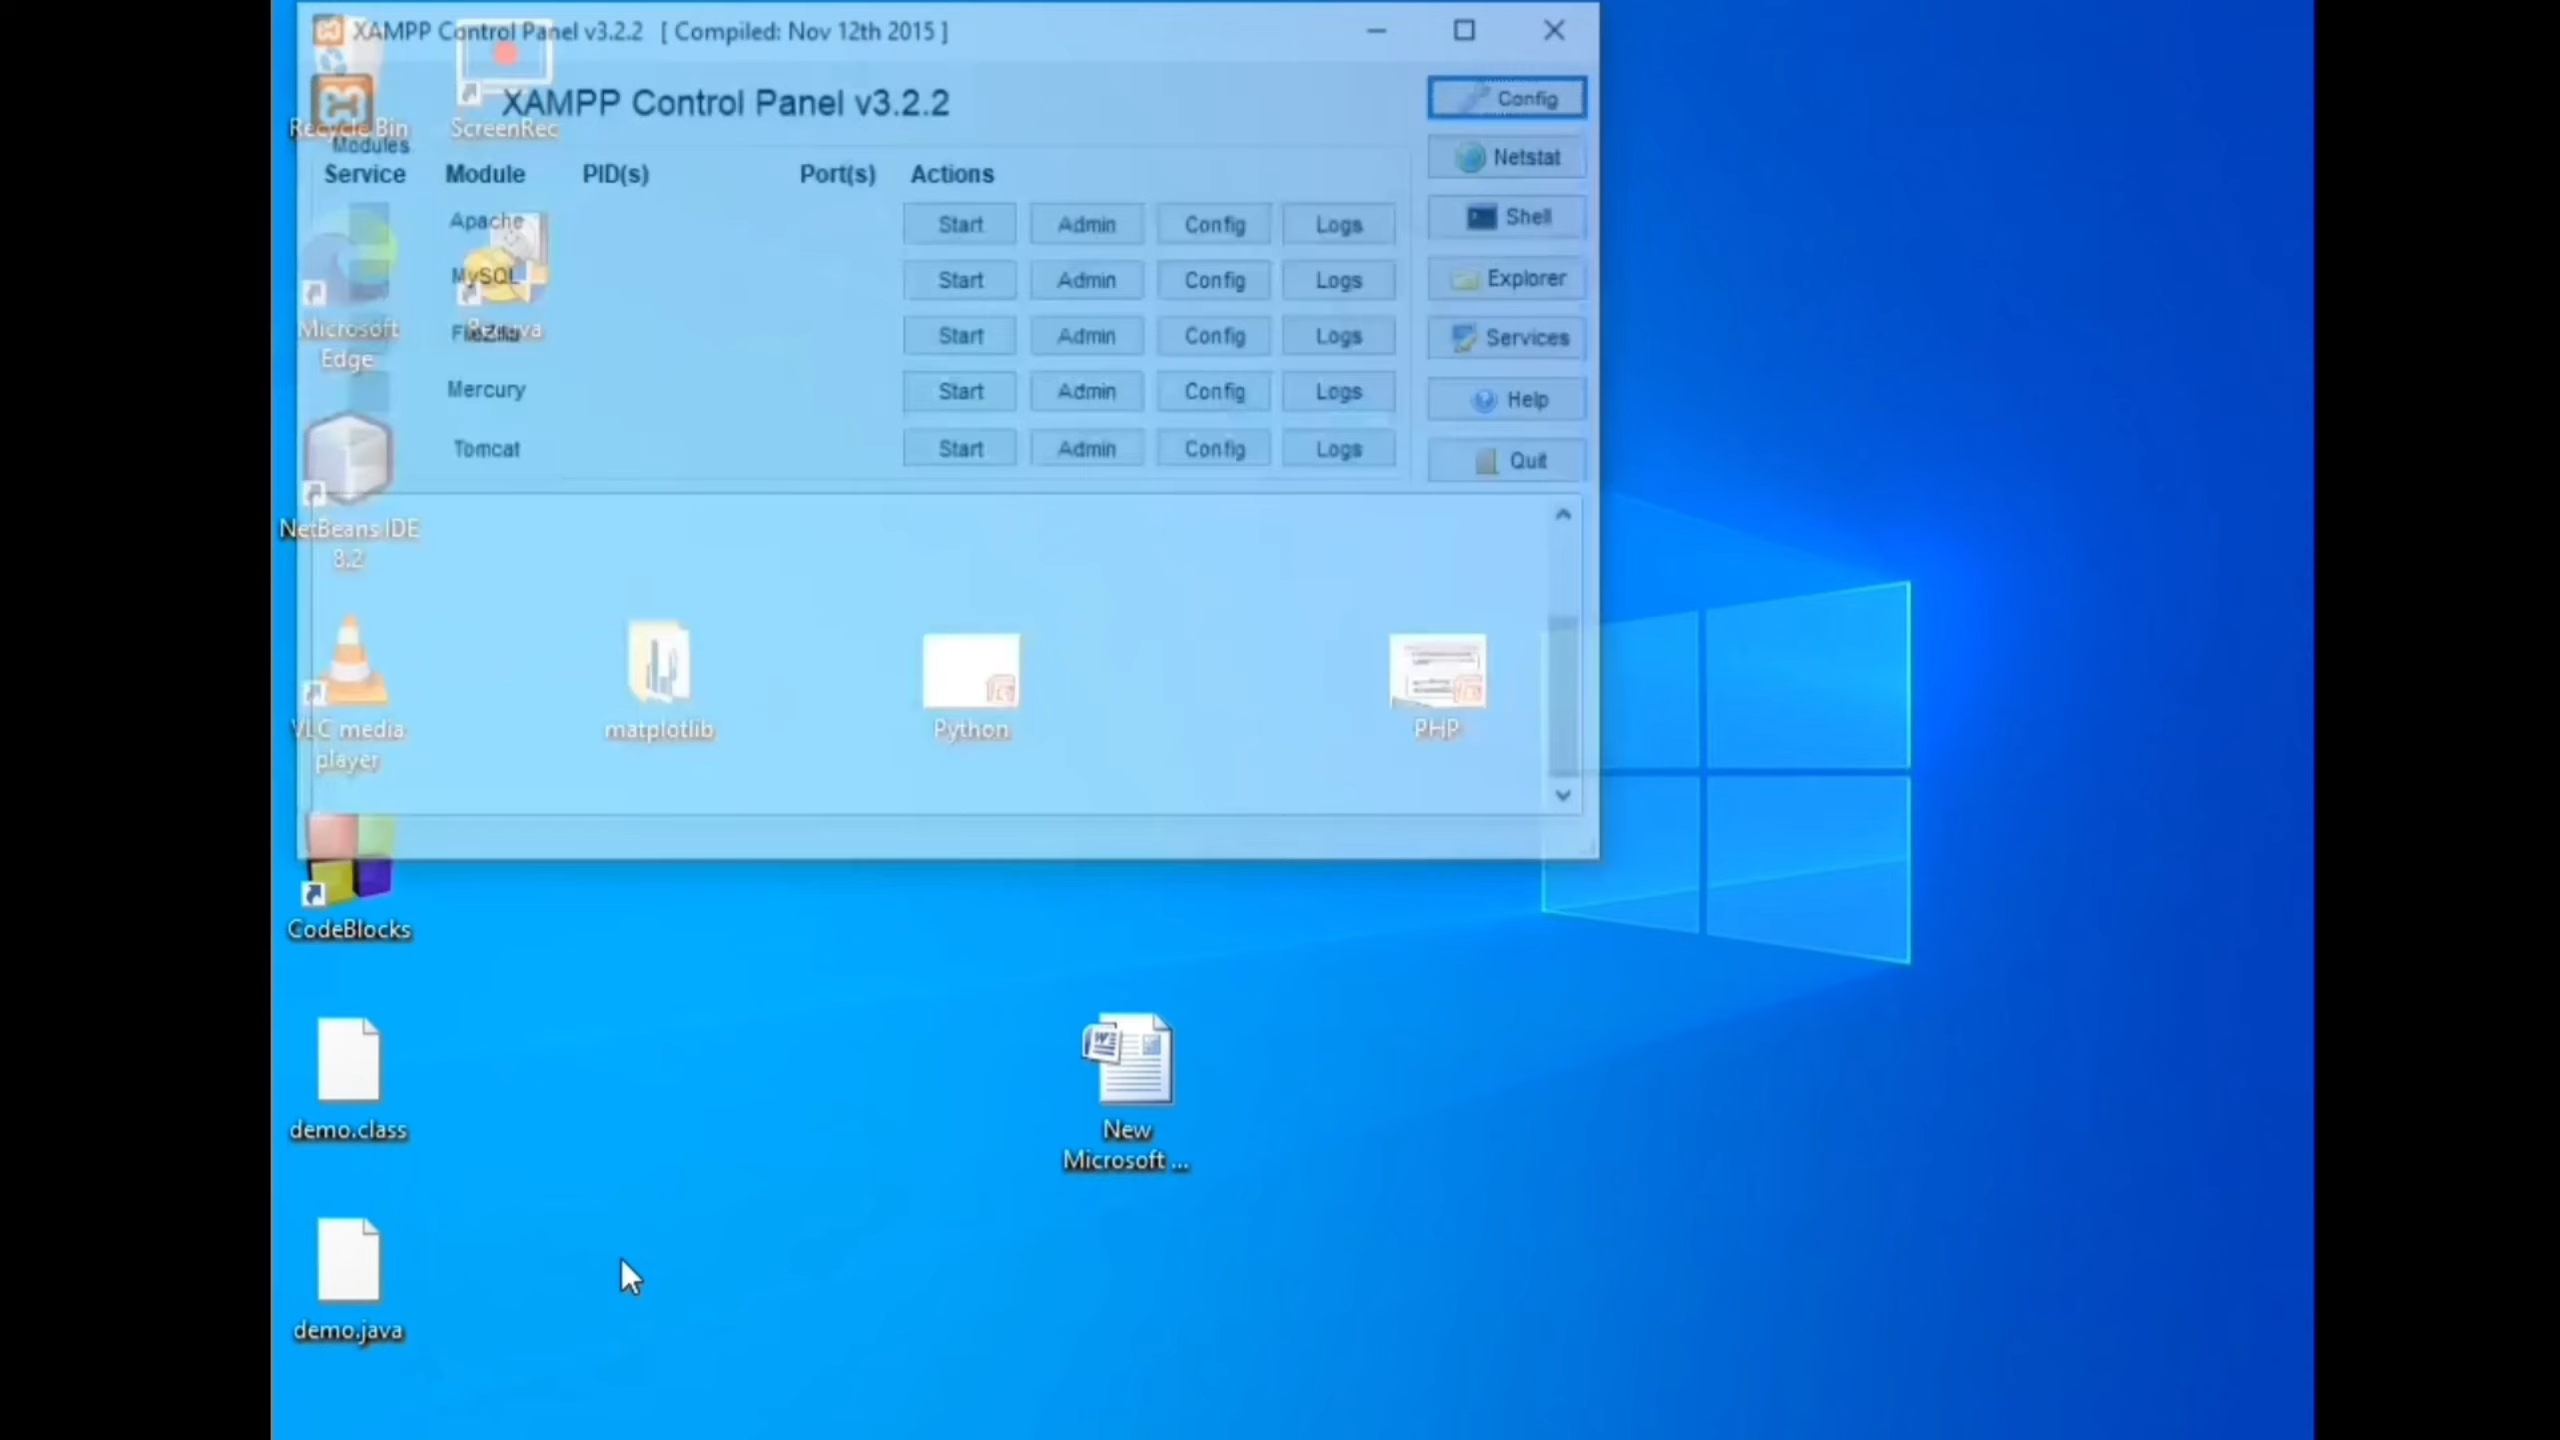 XAMPP Control Panel v3.2.2 [ Compiled: Nov 12th 2015 ]
XAMPP Control Panel v3.2.2
Config
Recycle Bin
ScreenRec
Modules
Netstat
Service Module PID(s) Port(s) Actions
Shell
Apache Start Admin Config Logs
MySQL Start Admin Config Logs
Explorer
FileZilla Start Admin Config Logs
Services
Microsoft
Edge
Mercury Start Admin Config Logs
Help
Tomcat Start Admin Config Logs
Quit
NetBeans IDE
8.2
VLC media
player
matplotlib
Python
PHP
CodeBlocks
demo.class
New
Microsoft ...
demo.java